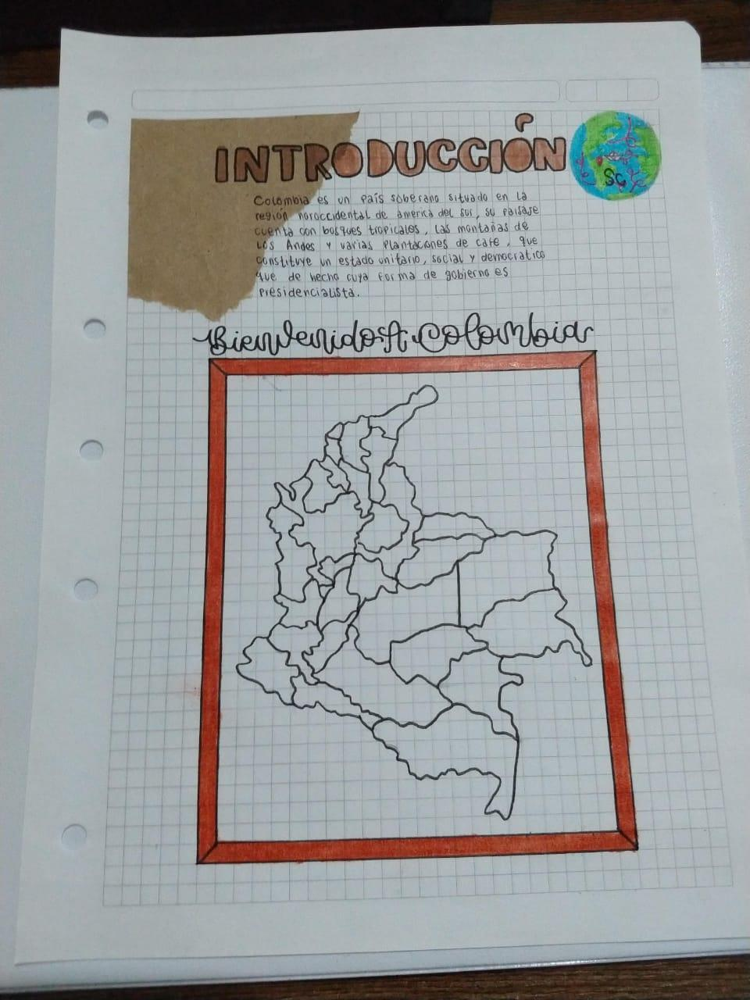 INTRODUCCIÓN
SC
Colombia es un país soberano situado en la
región noroccidental de america del sur, su paisaje
cuenta con bosques tropicales, las montañas de
Los Andes y varias plantaciones de cafe, que
constituye un estado unitario, social y democratico
que de hecho cuya forma de gobierno es
Presidencialista.
Bienvenidos A Colombia